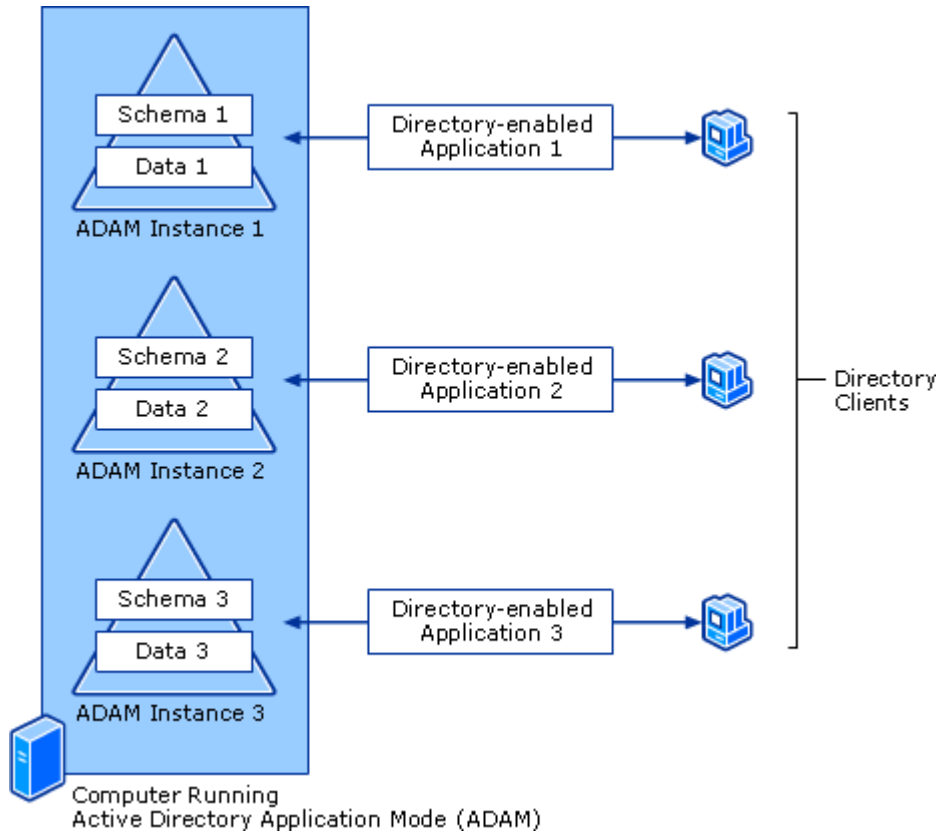 Schema 1
Data 1
ADAM Instance 1
Directory-enabled
Application 1
Schema 2
Data 2
ADAM Instance 2
Directory-enabled
Application 2
Schema 3
Data 3
ADAM Instance 3
Directory-enabled
Application 3
Directory
Clients
Computer Running
Active Directory Application Mode (ADAM)